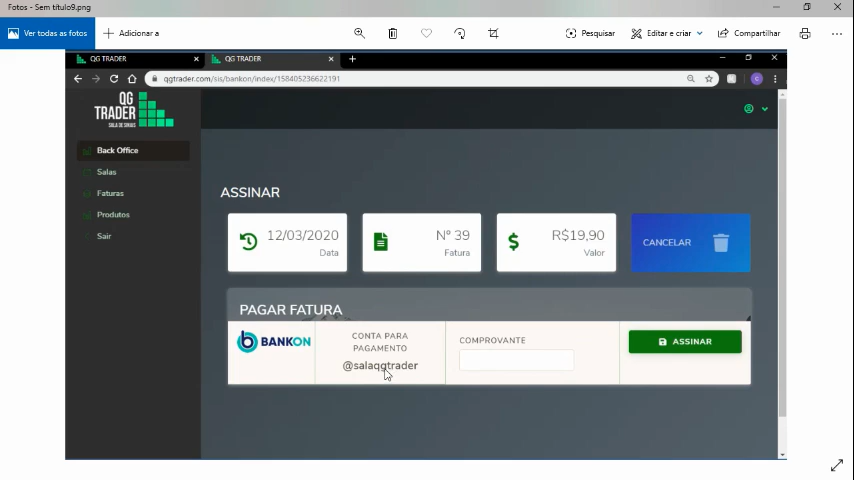 Fotos - Sem título9.png
Ver todas as fotos
Adicionar a
Pesquisar
Editar e criar
Compartilhar
QG TRADER
QG TRADER
qgtrader.com/sis/bankon/index/158405236622191
QG
TRADER
SALA DE SINAIS
Back Office
Salas
Faturas
Produtos
Sair
ASSINAR
12/03/2020
Data
Nº 39
Fatura
R$19,90
Valor
CANCELAR
PAGAR FATURA
BANKON
CONTA PARA
PAGAMENTO
@salaqgtrader
COMPROVANTE
ASSINAR